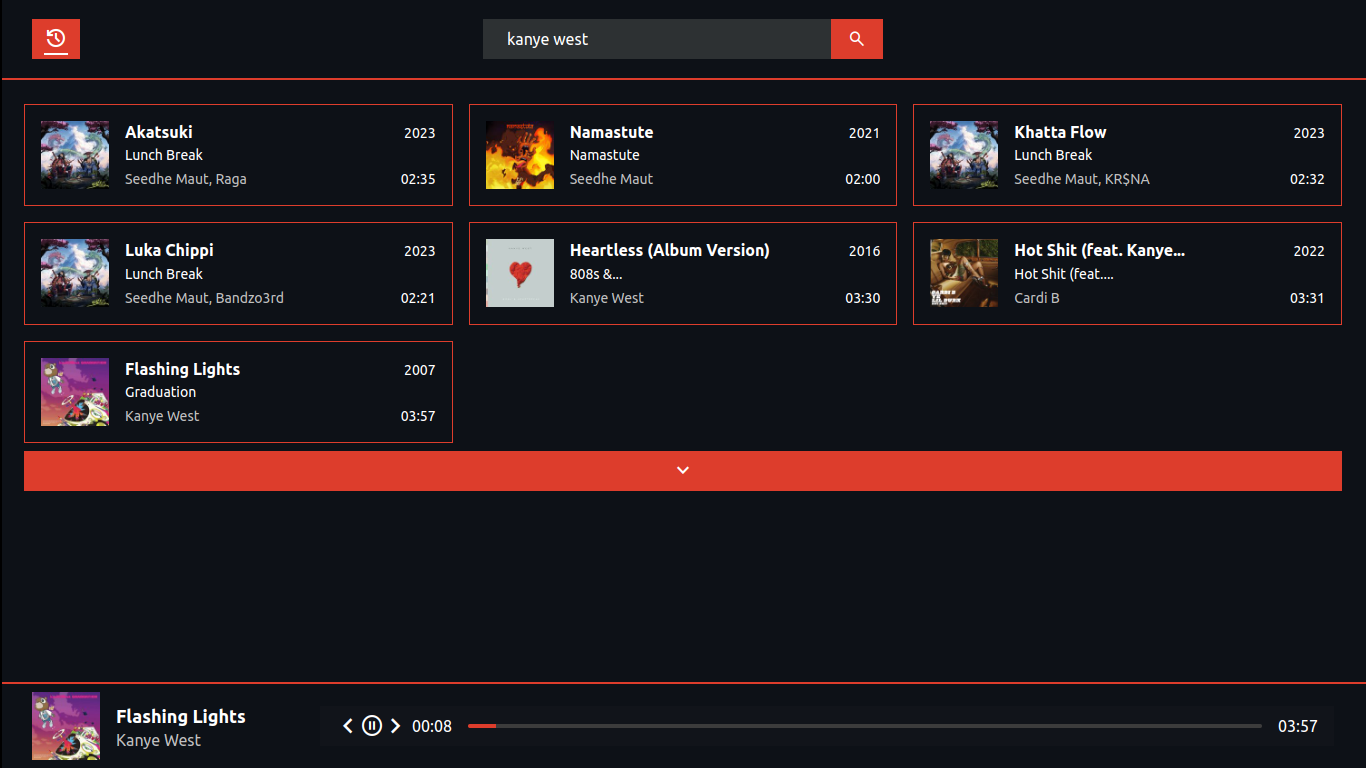 kanye west
Akatsuki 2023
Lunch Break
Seedhe Maut, Raga 02:35
Namastute 2021
Namastute
Seedhe Maut 02:00
Khatta Flow 2023
Lunch Break
Seedhe Maut, KR$NA 02:32
Luka Chippi 2023
Lunch Break
Seedhe Maut, Bandzo3rd 02:21
Heartless (Album Version) 2016
808s &...
Kanye West 03:30
Hot Shit (feat. Kanye... 2022
Hot Shit (feat....
Cardi B 03:31
Flashing Lights 2007
Graduation
Kanye West 03:57
Flashing Lights
Kanye West
00:08 03:57